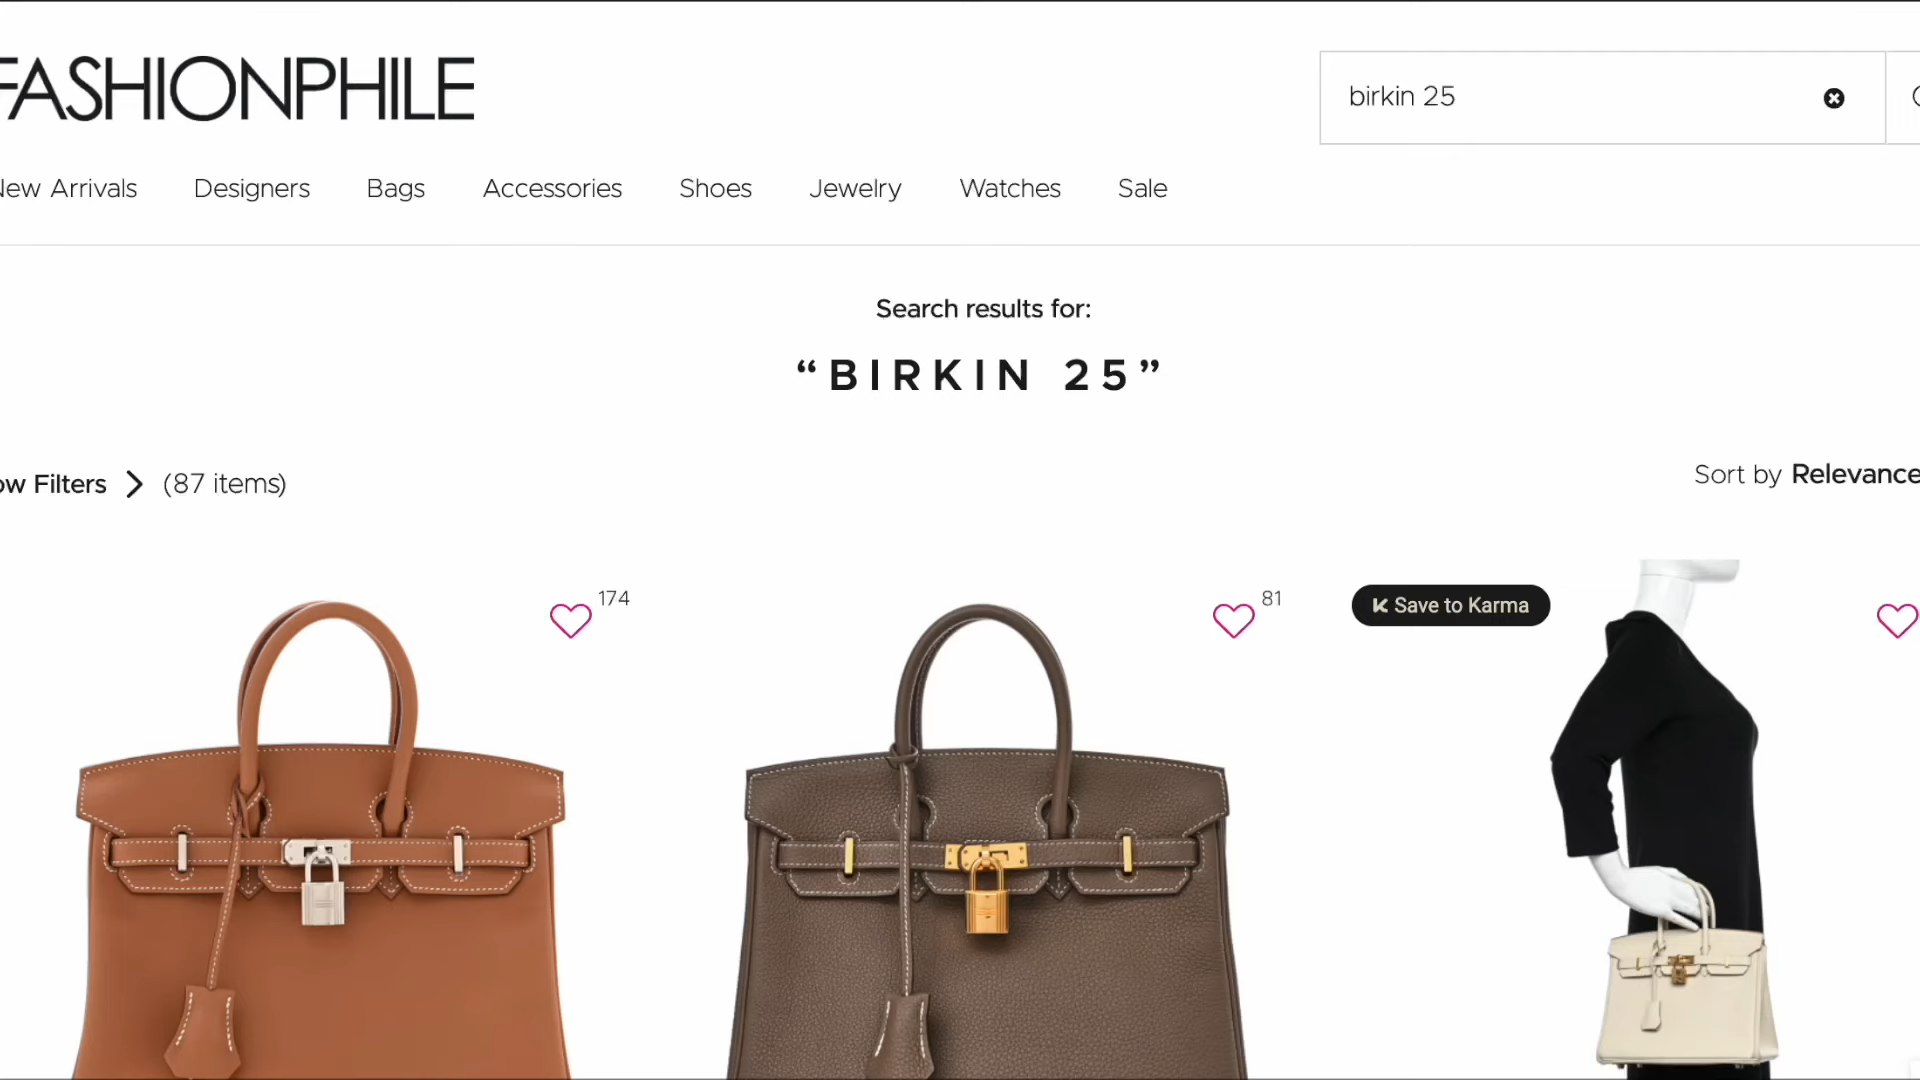 FASHIONPHILE
birkin 25
New Arrivals Designers Bags Accessories Shoes Jewelry Watches Sale
Search results for:
“BIRKIN 25”
ow Filters (87 items)
Sort by Relevance
174
81
Save to Karma